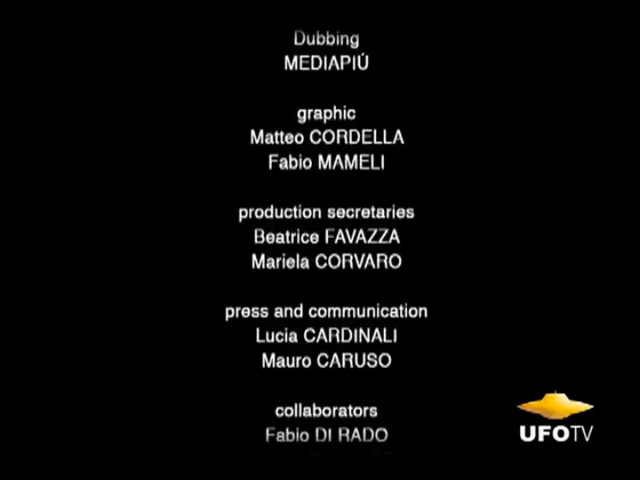 Dubbing
MEDIAPIÚ
graphic
Matteo CORDELLA
Fabio MAMELI
production secretaries
Beatrice FAVAZZA
Mariela CORVARO
press and communication
Lucia CARDINALI
Mauro CARUSO
collaborators
Fabio DI RADO
UFOTV